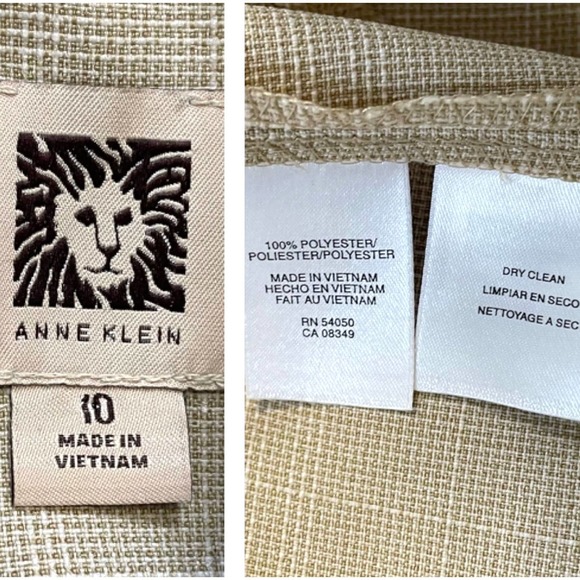 ANNE KLEIN
10
MADE IN
VIETNAM
100% POLYESTER/
POLIESTER/POLYESTER
MADE IN VIETNAM
HECHO EN VIETNAM
FAIT AU VIETNAM
RN 54050
CA 08349
DRY CLEAN
LIMPIAR EN SECO
NETTOYAGE A SEC